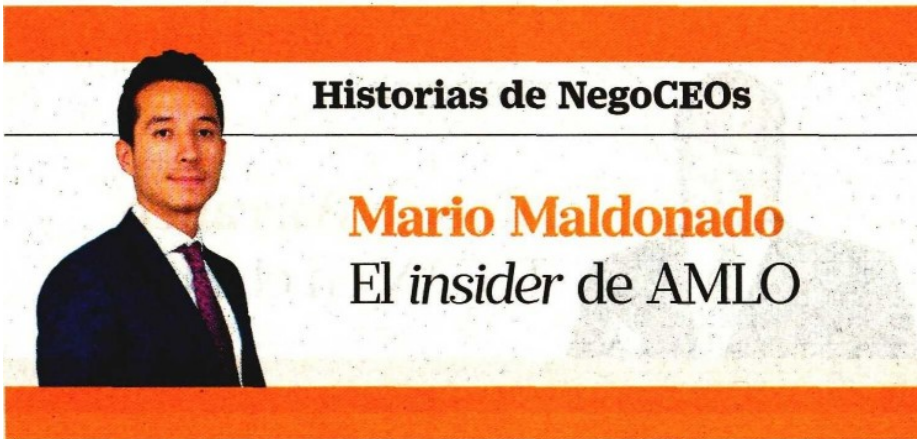 Historias de NegoCEOs
Mario Maldonado
El insider de AMLO